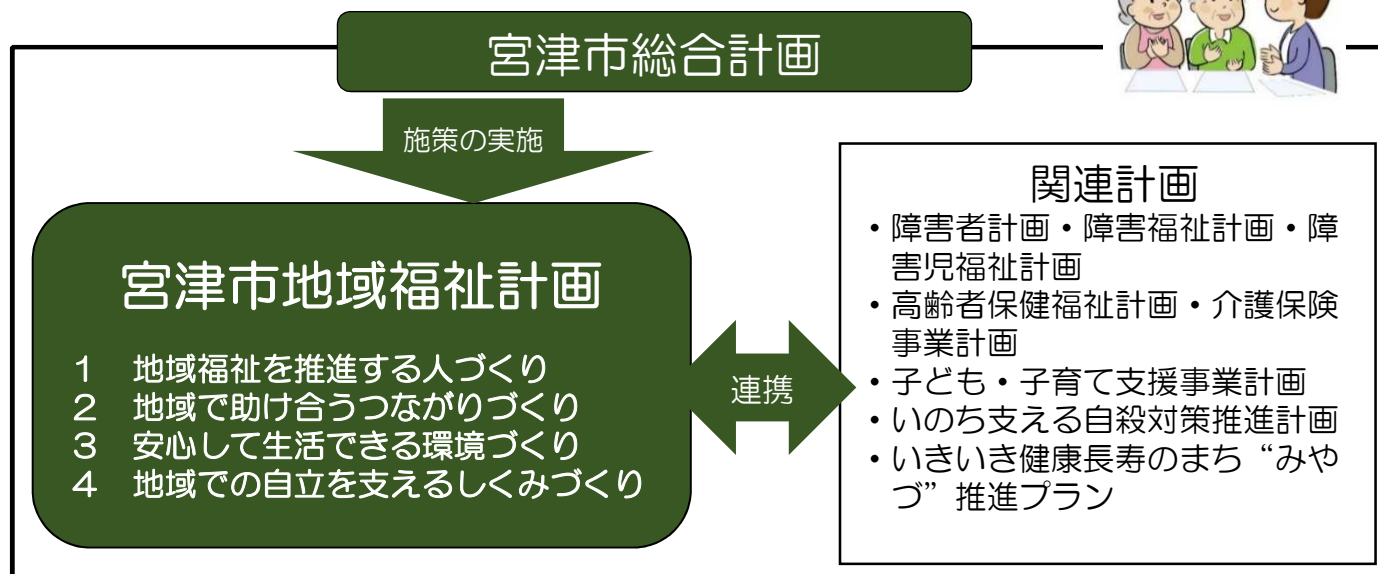 宮津市総合計画
施策の実施
宮津市地域福祉計画
1 地域福祉を推進する人づくり
2 地域で助け合うつながりづくり
3 安心して生活できる環境づくり
4 地域での自立を支えるしくみづくり
連携
関連計画
・障害者計画・障害福祉計画・障
害児福祉計画
・高齢者保健福祉計画・介護保険
事業計画
・子ども・子育て支援事業計画
・いのち支える自殺対策推進計画
・いきいき健康長寿のまち“みや
づ”推進プラン